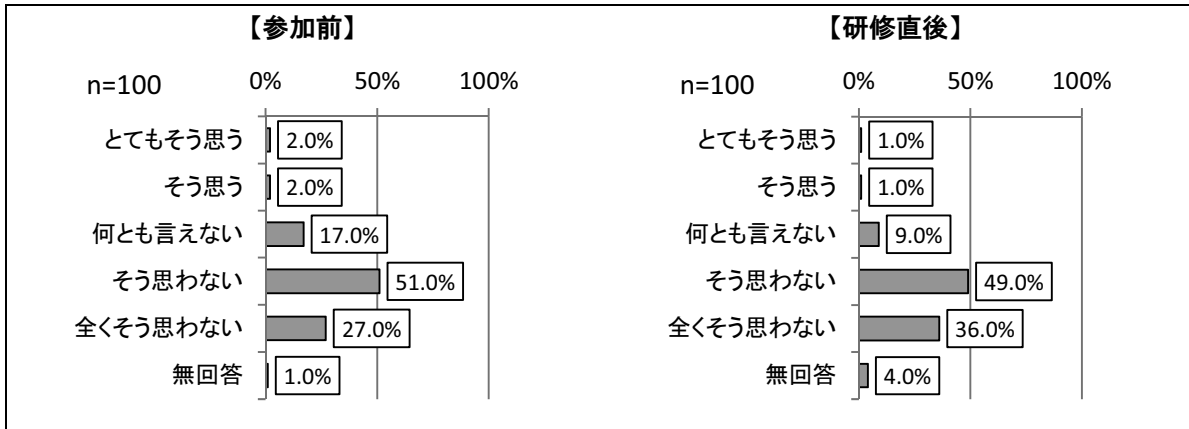 【参加前】
n=100
0% 50% 100%
とてもそう思う 2.0%
そう思う 2.0%
何とも言えない 17.0%
そう思わない 51.0%
全くそう思わない 27.0%
無回答 1.0%
【研修直後】
n=100
0% 50% 100%
とてもそう思う 1.0%
そう思う 1.0%
何とも言えない 9.0%
そう思わない 49.0%
全くそう思わない 36.0%
無回答 4.0%